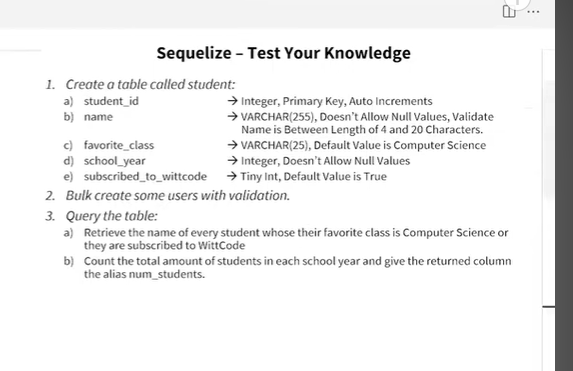 Sequelize – Test Your Knowledge
1. Create a table called student:
a) student_id → Integer, Primary Key, Auto Increments
b) name → VARCHAR(255), Doesn't Allow Null Values, Validate
Name is Between Length of 4 and 20 Characters.
c) favorite_class → VARCHAR(25), Default Value is Computer Science
d) school_year → Integer, Doesn't Allow Null Values
e) subscribed_to_wittcode → Tiny Int, Default Value is True
2. Bulk create some users with validation.
3. Query the table:
a) Retrieve the name of every student whose their favorite class is Computer Science or
they are subscribed to WittCode
b) Count the total amount of students in each school year and give the returned column
the alias num_students.